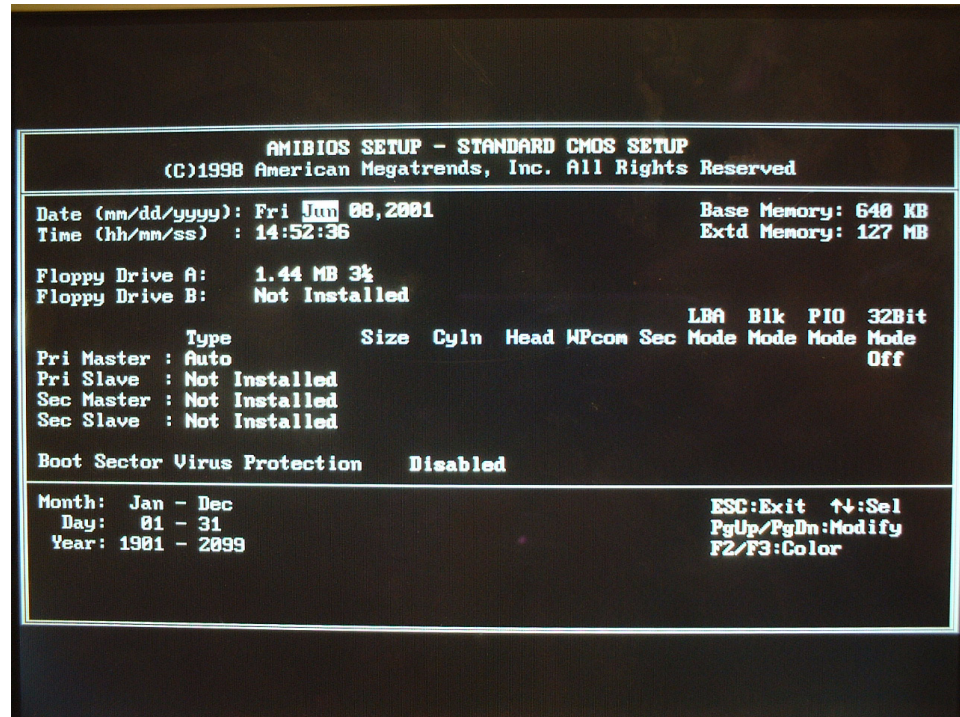 AMIBIOS SETUP - STANDARD CMOS SETUP
(C)1998 American Megatrends, Inc. All Rights Reserved
Date (mm/dd/yyyy): Fri Jun 08,2001 Base Memory: 640 KB
Time (hh/mm/ss) : 14:52:36 Extd Memory: 127 MB
Floppy Drive A: 1.44 MB 3½
Floppy Drive B: Not Installed
LBA Blk PIO 32Bit
Type Size Cyln Head WPcom Sec Mode Mode Mode Mode
Pri Master : Auto Off
Pri Slave : Not Installed
Sec Master : Not Installed
Sec Slave : Not Installed
Boot Sector Virus Protection Disabled
Month: Jan - Dec ESC:Exit ↑↓:Sel
Day: 01 - 31 PgUp/PgDn:Modify
Year: 1901 - 2099 F2/F3:Color